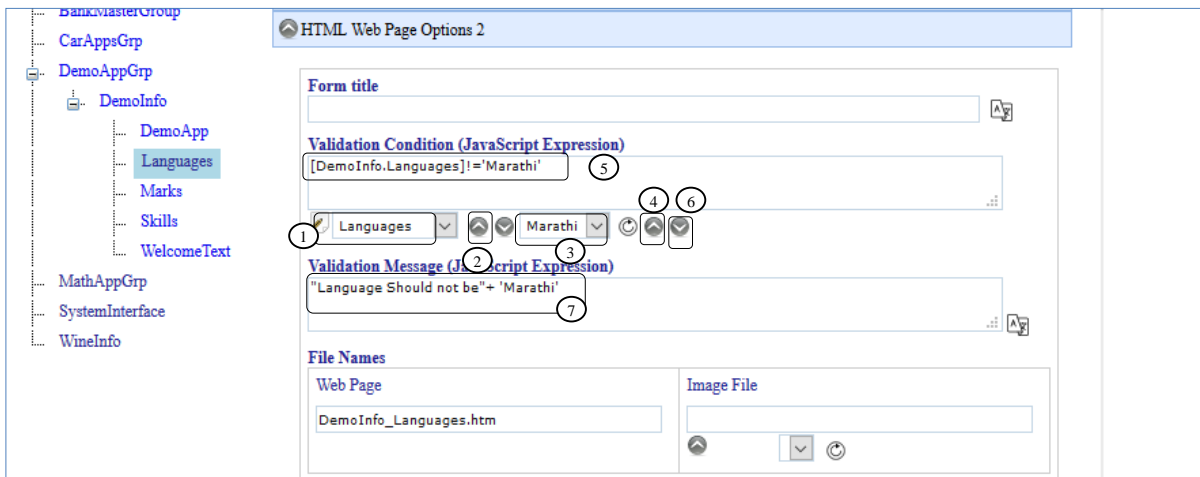 BankMasterGroup
CarAppsGrp
DemoAppGrp
DemoInfo
DemoApp
Languages
Marks
Skills
WelcomeText
MathAppGrp
SystemInterface
WineInfo
HTML Web Page Options 2
Form title
Validation Condition (JavaScript Expression)
[DemoInfo.Languages]!='Marathi'
5
4
6
1
Languages
2
Marathi
3
Validation Message (JavaScript Expression)
"Language Should not be"+ 'Marathi'
7
File Names
Web Page
Image File
DemoInfo_Languages.htm